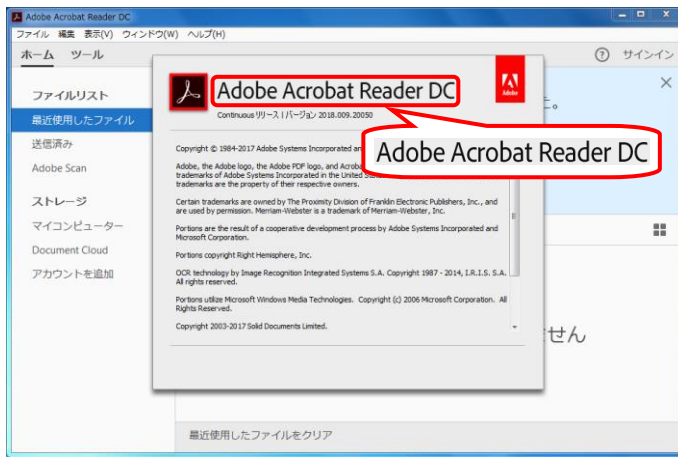 Adobe Acrobat Reader DC
ファイル 編集 表示(V) ウィンドウ(W) ヘルプ(H)
ホーム ツール
サインイン
ファイルリスト
最近使用したファイル
送信済み
Adobe Scan
ストレージ
マイコンピューター
Document Cloud
アカウントを追加
Adobe Acrobat Reader DC
Adobe
Continuous リリース | バージョン 2018.009.20050
Adobe Acrobat Reader DC
Copyright © 1984-2017 Adobe Systems Incorporated
Adobe, the Adobe logo, the Adobe PDF logo, and
trademarks of Adobe Systems Incorporated in the United
trademarks are the property of their respective owners.
Certain trademarks are owned by The Proximity Division of Franklin Electronic Publishers, Inc., and
are used by permission. Merriam-Webster is a trademark of Merriam-Webster, Inc.
Portions are the result of a cooperative development process by Adobe Systems Incorporated and
Microsoft Corporation.
Portions copyright Right Hemisphere, Inc.
OCR technology by Image Recognition Integrated Systems S.A. Copyright 1987 - 2014, I.R.I.S. S.A.
All rights reserved.
Portions utilize Microsoft Windows Media Technologies. Copyright (c) 2006 Microsoft Corporation. All
Rights Reserved.
Copyright 2003-2017 Solid Documents Limited.
せん
最近使用したファイルをクリア